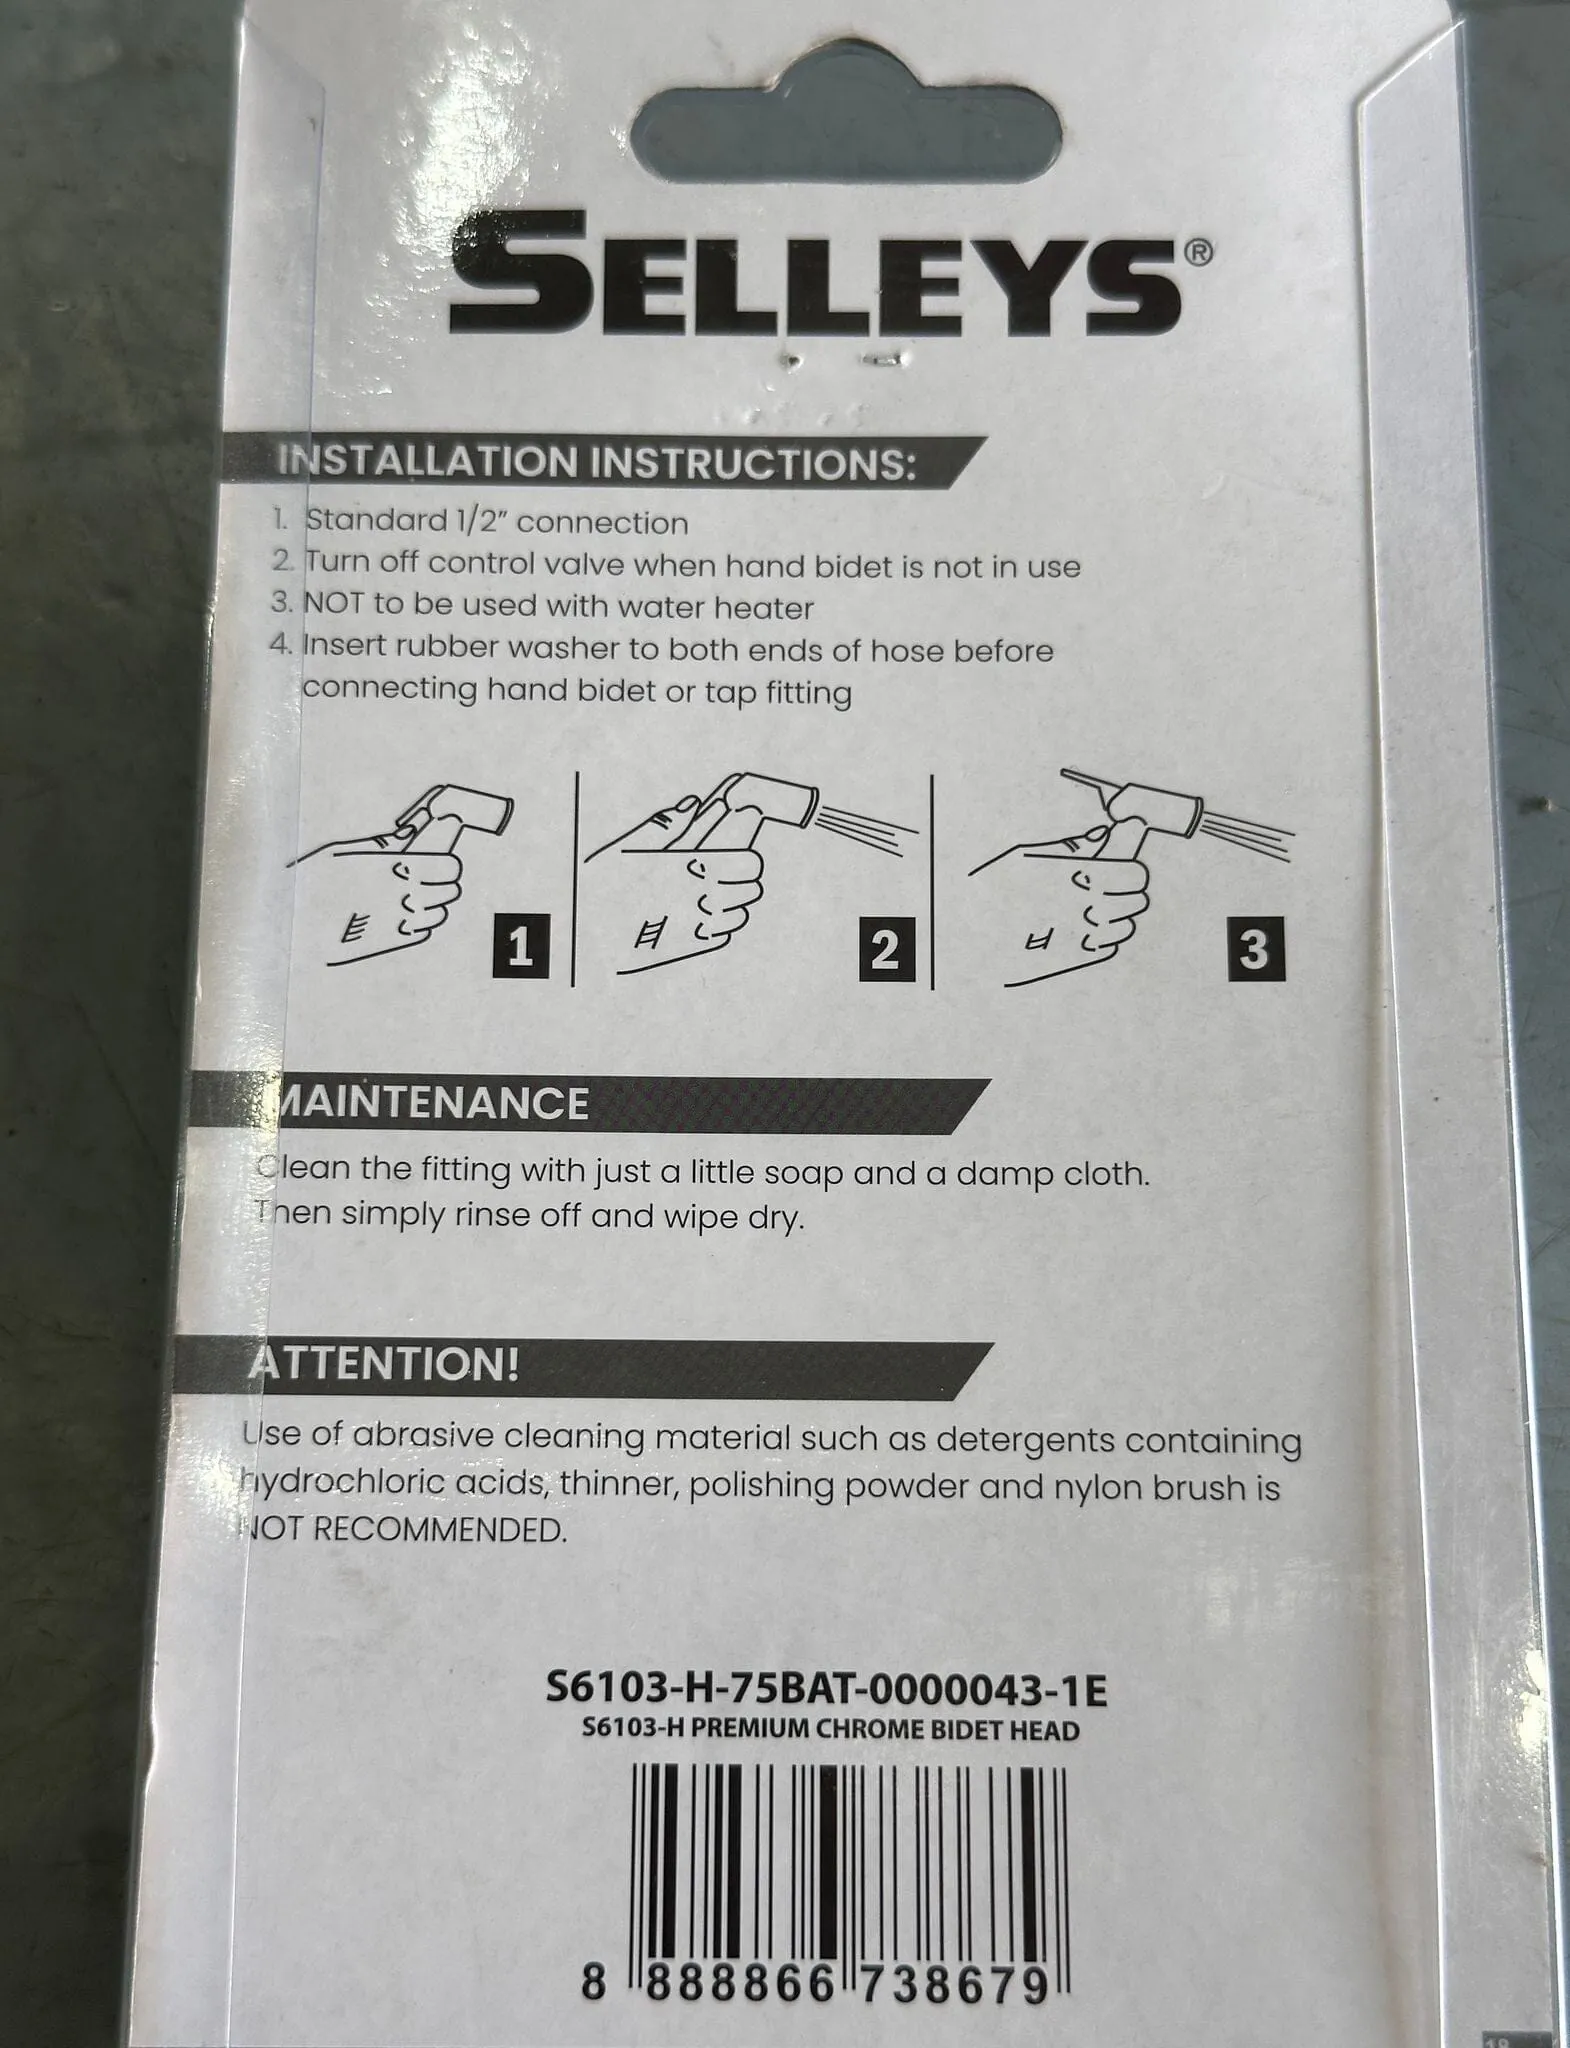 SELLEYS®
INSTALLATION INSTRUCTIONS:
1. Standard 1/2" connection
2. Turn off control valve when hand bidet is not in use
3. NOT to be used with water heater
4. Insert rubber washer to both ends of hose before
connecting hand bidet or tap fitting
1
2
3
MAINTENANCE
Clean the fitting with just a little soap and a damp cloth.
Then simply rinse off and wipe dry.
ATTENTION!
Use of abrasive cleaning material such as detergents containing
hydrochloric acids, thinner, polishing powder and nylon brush is
NOT RECOMMENDED.
S6103-H-75BAT-0000043-1E
S6103-H PREMIUM CHROME BIDET HEAD
8 888866 738679